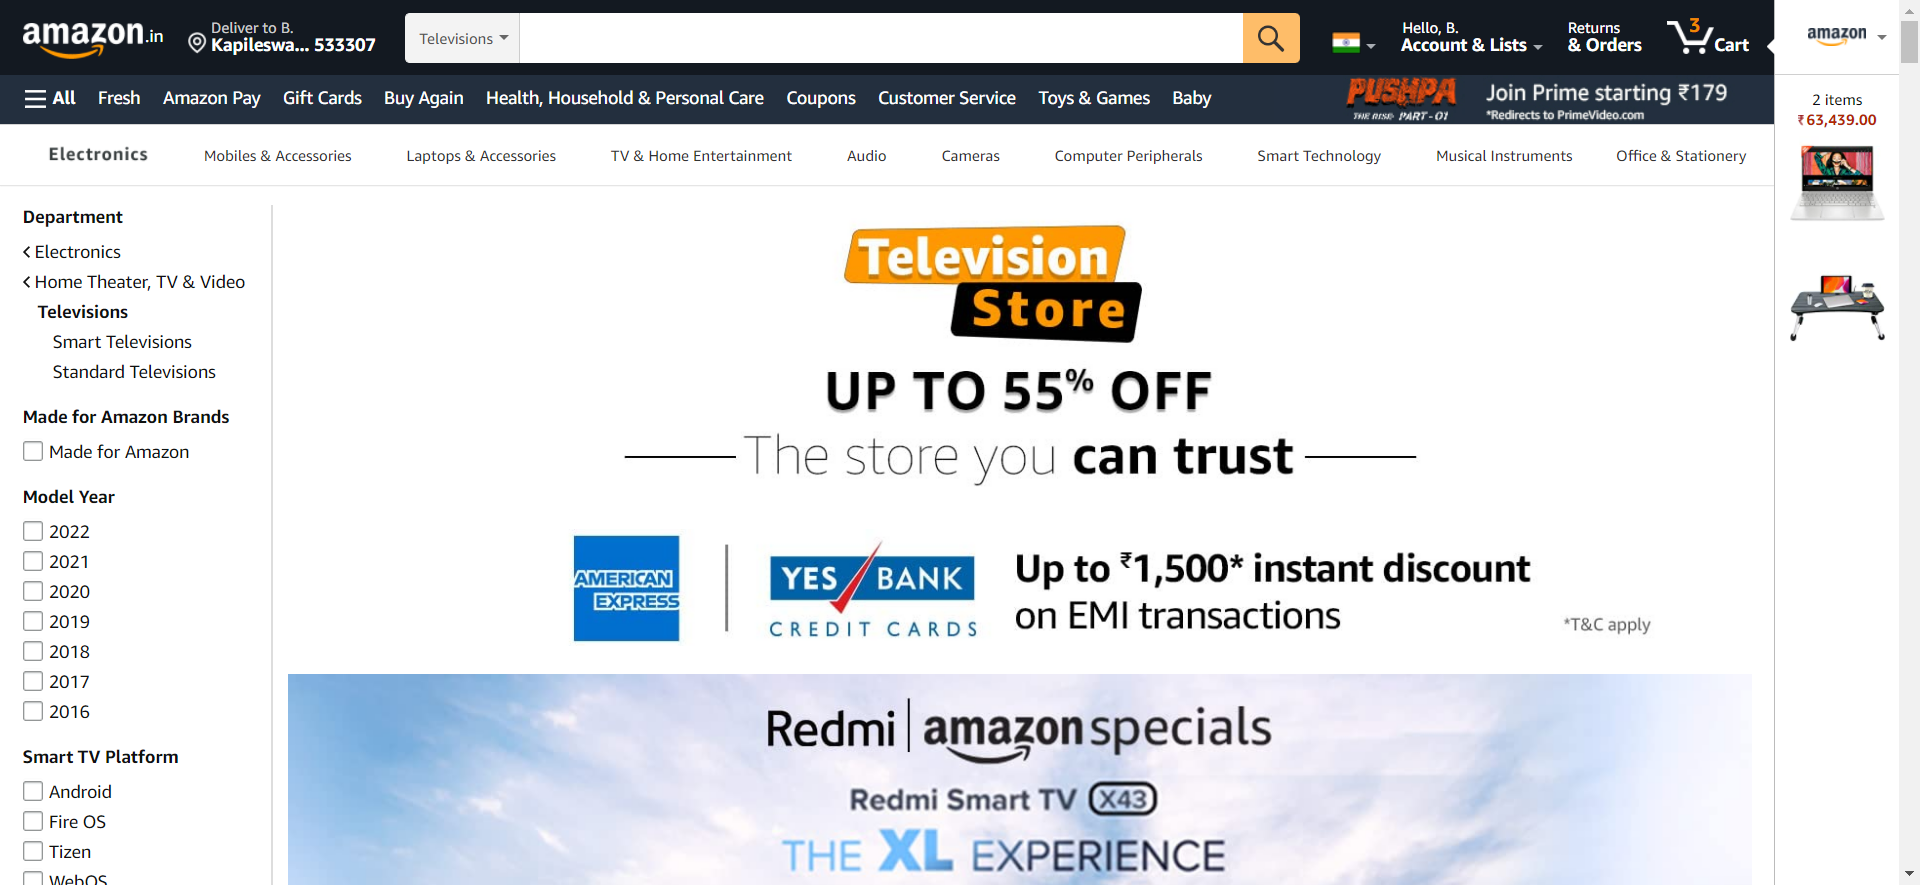 amazon.in
Deliver to B.
Kapileswa... 533307
Televisions
Hello, B.
Account & Lists
Returns
& Orders
3
Cart
amazon
All
Fresh
Amazon Pay
Gift Cards
Buy Again
Health, Household & Personal Care
Coupons
Customer Service
Toys & Games
Baby
PUSHPA
THE RISE- PART-01
Join Prime starting ₹179
*Redirects to PrimeVideo.com
2 items
₹63,439.00
Electronics
Mobiles & Accessories
Laptops & Accessories
TV & Home Entertainment
Audio
Cameras
Computer Peripherals
Smart Technology
Musical Instruments
Office & Stationery
Department
Electronics
Home Theater, TV & Video
Televisions
Smart Televisions
Standard Televisions
Made for Amazon Brands
Made for Amazon
Model Year
2022
2021
2020
2019
2018
2017
2016
Smart TV Platform
Android
Fire OS
Tizen
WebOS
Television
Store
UP TO 55% OFF
The store you can trust
AMERICAN
EXPRESS
YES BANK
CREDIT CARDS
Up to ₹1,500* instant discount
on EMI transactions
*T&C apply
Redmi | amazon specials
Redmi Smart TV X43
THE XL EXPERIENCE